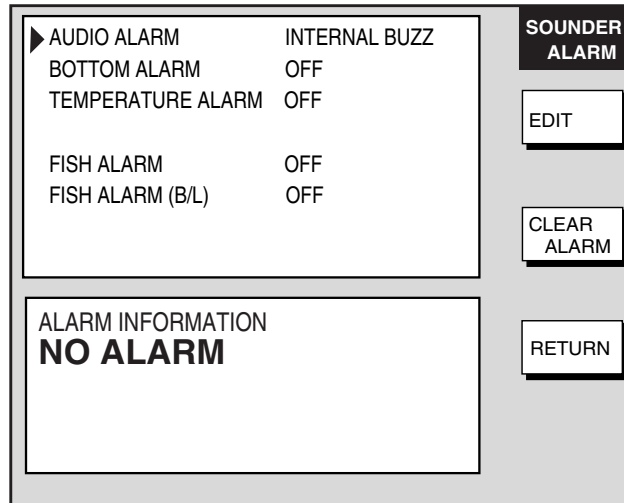 AUDIO ALARM INTERNAL BUZZ
BOTTOM ALARM OFF
TEMPERATURE ALARM OFF
FISH ALARM OFF
FISH ALARM (B/L) OFF
ALARM INFORMATION
NO ALARM
SOUNDER
ALARM
EDIT
CLEAR
ALARM
RETURN